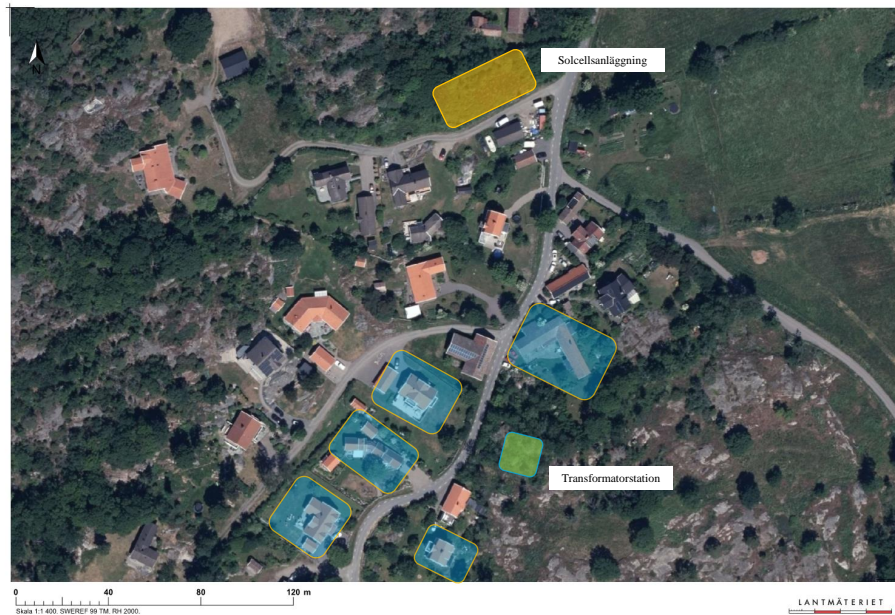 N
Solcellsanläggning
Transformatorstation
0 40 80 120 m
Skala 1:1 400, SWEREF 99 TM, RH 2000.
LANTMÄTERIET